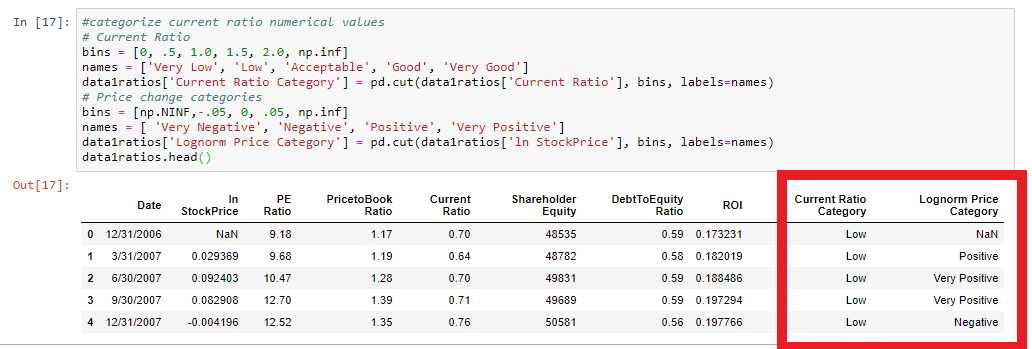 In [17]: #categorize current ratio numerical values
# Current Ratio
bins = [0, .5, 1.0, 1.5, 2.0, np.inf]
names = ['Very Low', 'Low', 'Acceptable', 'Good', 'Very Good']
data1ratios['Current Ratio Category'] = pd.cut(data1ratios['Current Ratio'], bins, labels=names)
# Price change categories
bins = [np.NINF,-.05, 0, .05, np.inf]
names = [ 'Very Negative', 'Negative', 'Positive', 'Very Positive']
data1ratios['Lognorm Price Category'] = pd.cut(data1ratios['ln StockPrice'], bins, labels=names)
data1ratios.head()
Out[17]:
Date ln StockPrice PE Ratio PricetoBook Ratio Current Ratio Shareholder Equity DebtToEquity Ratio ROI Current Ratio Category Lognorm Price Category
0 12/31/2006 NaN 9.18 1.17 0.70 48535 0.59 0.173231 Low NaN
1 3/31/2007 0.029369 9.68 1.19 0.64 48782 0.58 0.182019 Low Positive
2 6/30/2007 0.092403 10.47 1.28 0.70 49831 0.59 0.188486 Low Very Positive
3 9/30/2007 0.082908 12.70 1.39 0.71 49689 0.59 0.197294 Low Very Positive
4 12/31/2007 -0.004196 12.52 1.35 0.76 50581 0.56 0.197766 Low Negative